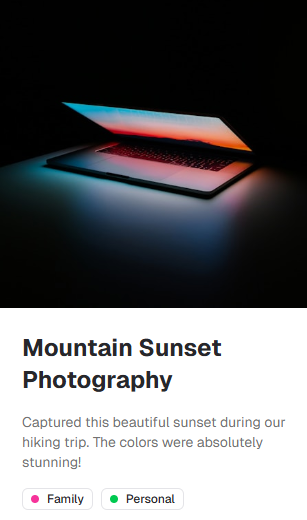 Mountain Sunset
Photography
Captured this beautiful sunset during our
hiking trip. The colors were absolutely
stunning!
Family
Personal